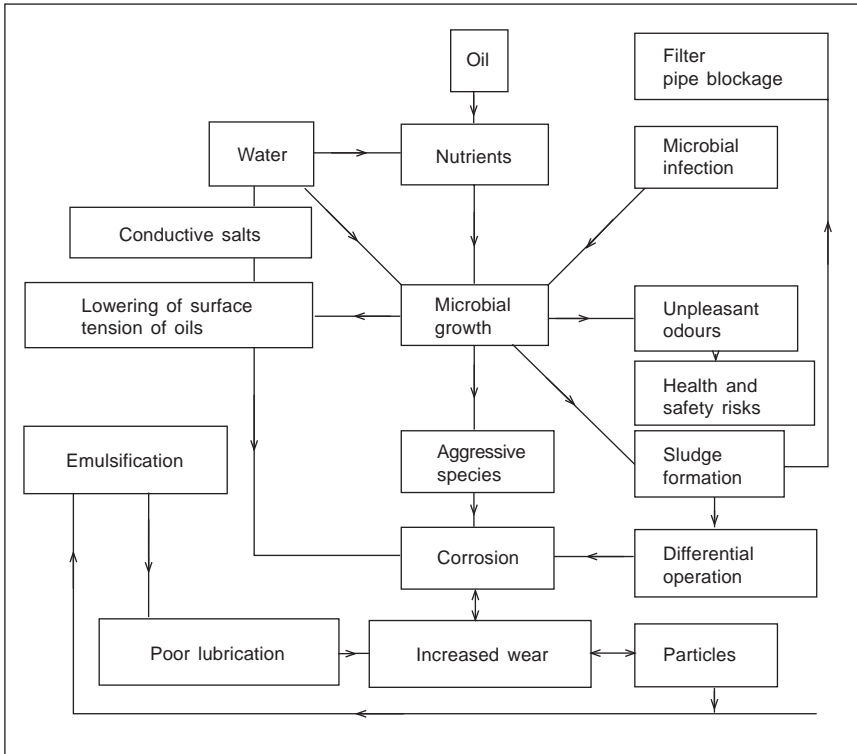 Oil
Filter
pipe blockage
Water
Nutrients
Microbial
infection
Conductive salts
Lowering of surface
tension of oils
Microbial
growth
Unpleasant
odours
Health and
safety risks
Emulsification
Aggressive
species
Sludge
formation
Corrosion
Differential
operation
Poor lubrication
Increased wear
Particles